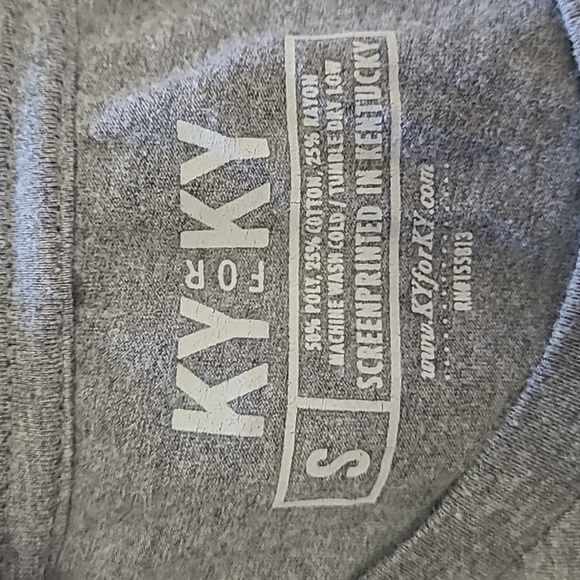 KY FOR KY
S
50% POLY, 25% COTTON, 25% RAYON
MACHINE WASH COLD / TUMBLE DRY LOW
SCREENPRINTED IN KENTUCKY
www.KYforKY.com
RN#155013